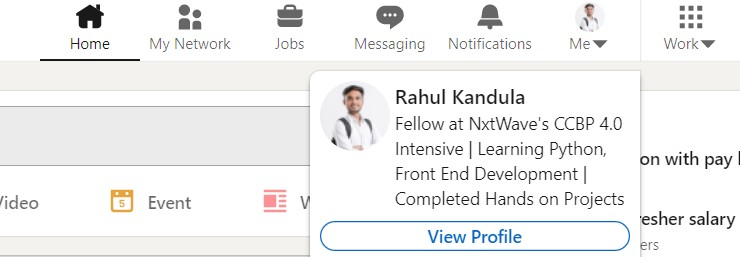 Home
My Network
Jobs
Messaging
Notifications
Me
Work
Rahul Kandula
Fellow at NxtWave's CCBP 4.0
Intensive | Learning Python,
Front End Development |
Completed Hands on Projects
View Profile
Video
5
Event
on with pay
esher salary
ers